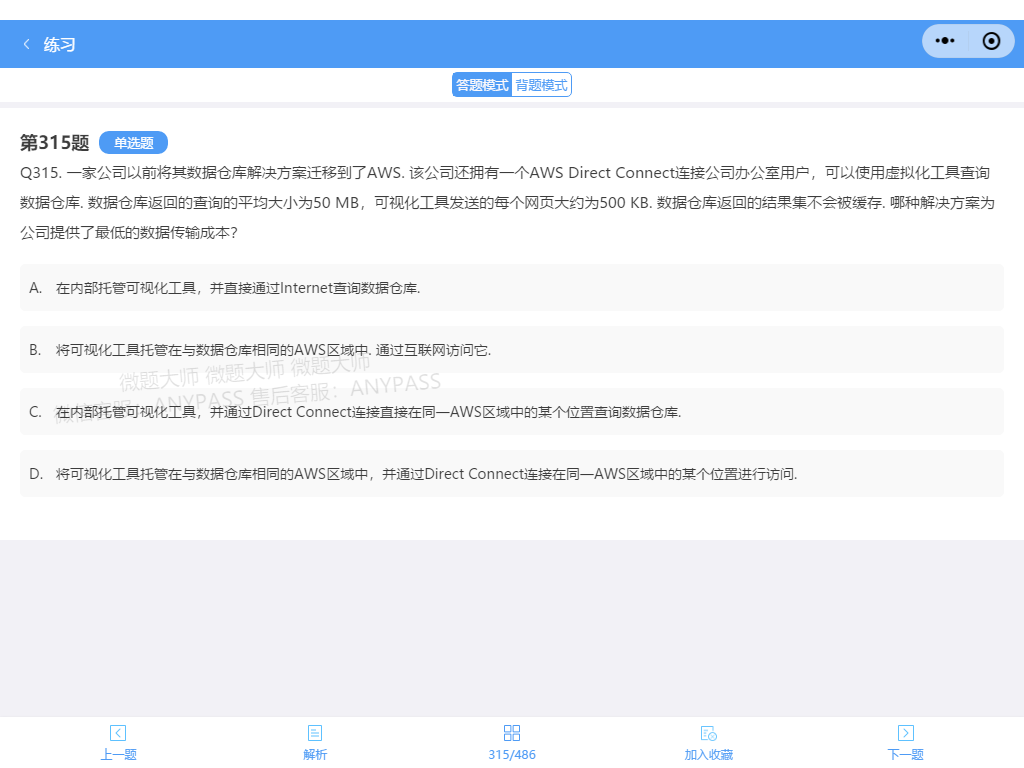 练习
答题模式 背题模式
第315题 单选题
Q315. 一家公司以前将其数据仓库解决方案迁移到了AWS. 该公司还拥有一个AWS Direct Connect连接公司办公室用户，可以使用虚拟化工具查询
数据仓库. 数据仓库返回的查询的平均大小为50 MB，可视化工具发送的每个网页大约为500 KB. 数据仓库返回的结果集不会被缓存. 哪种解决方案为
公司提供了最低的数据传输成本？
A. 在内部托管可视化工具，并直接通过Internet查询数据仓库.
B. 将可视化工具托管在与数据仓库相同的AWS区域中. 通过互联网访问它.
微题大师 微题大师 微题大师
微信客服：ANYPASS 售后客服：ANYPASS
C. 在内部托管可视化工具，并通过Direct Connect连接直接在同一AWS区域中的某个位置查询数据仓库.
D. 将可视化工具托管在与数据仓库相同的AWS区域中，并通过Direct Connect连接在同一AWS区域中的某个位置进行访问.
上一题 解析 315/486 加入收藏 下一题